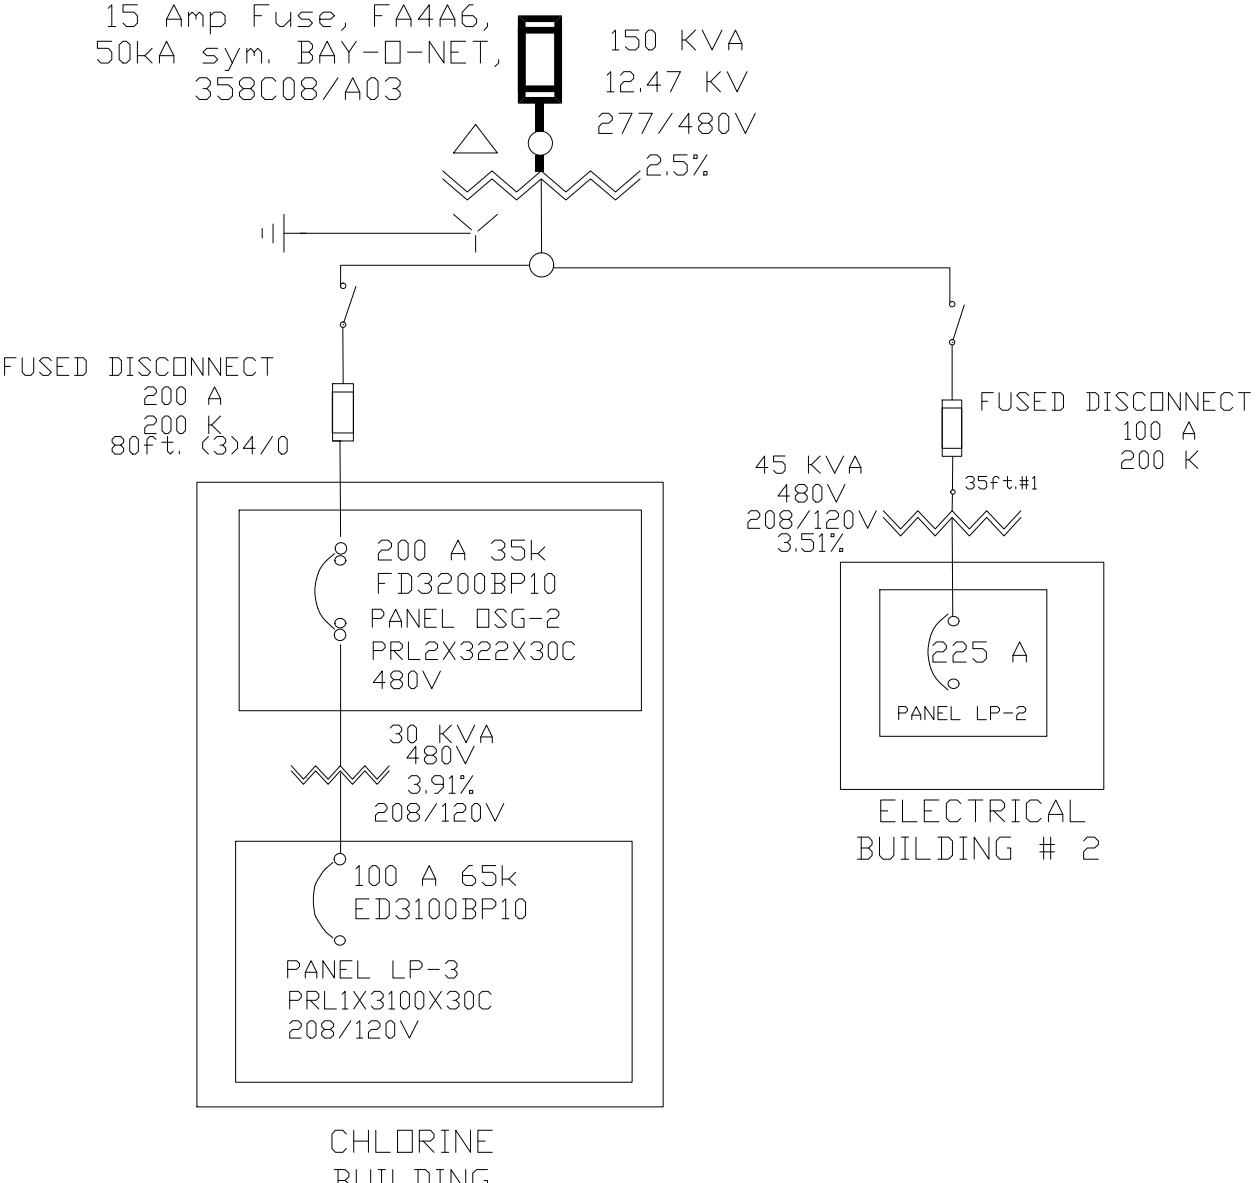 15 Amp Fuse, FA4A6,
50kA sym. BAY-O-NET,
358C08/A03
150 KVA
12.47 KV
277/480V
2.5%
FUSED DISCONNECT
200 A
200 K
80ft. (3)4/0
FUSED DISCONNECT
100 A
200 K
35ft.#1
45 KVA
480V
208/120V
3.51%
200 A 35k
FD3200BP10
PANEL OSG-2
PRL2X322X30C
480V
225 A
PANEL LP-2
ELECTRICAL
BUILDING # 2
30 KVA
480V
3.91%
208/120V
100 A 65k
ED3100BP10
PANEL LP-3
PRL1X3100X30C
208/120V
CHLORINE
BUILDING